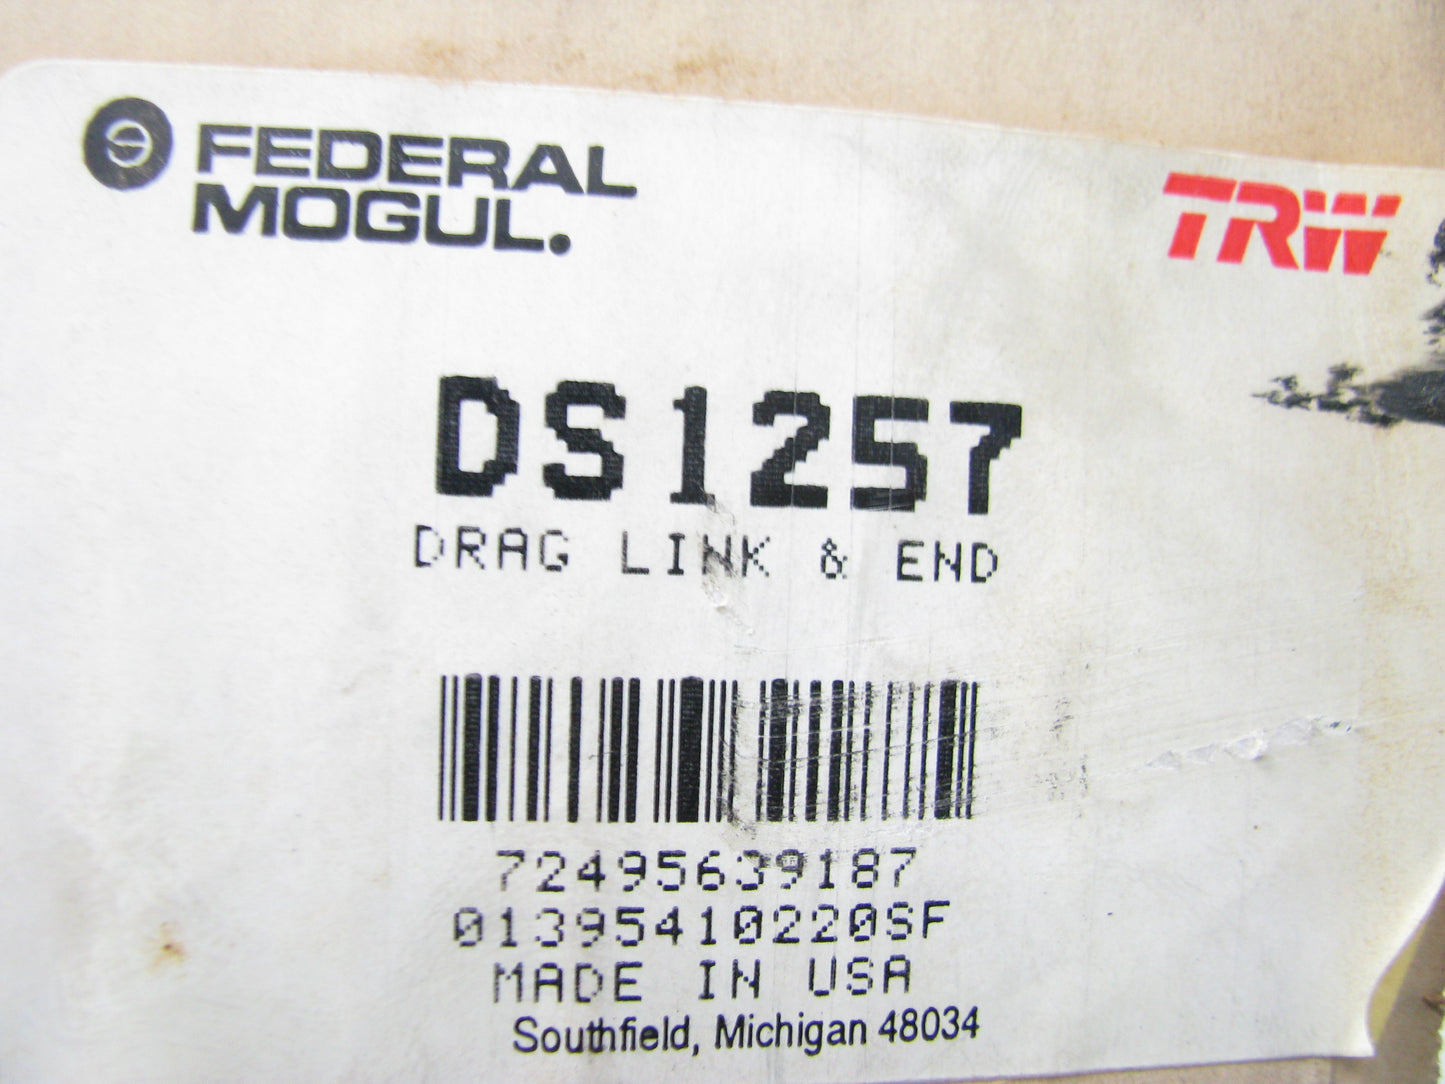 FEDERAL
MOGUL.
TRW
DS1257
DRAG LINK & END
72495639187
01395410220SF
MADE IN USA
Southfield, Michigan 48034